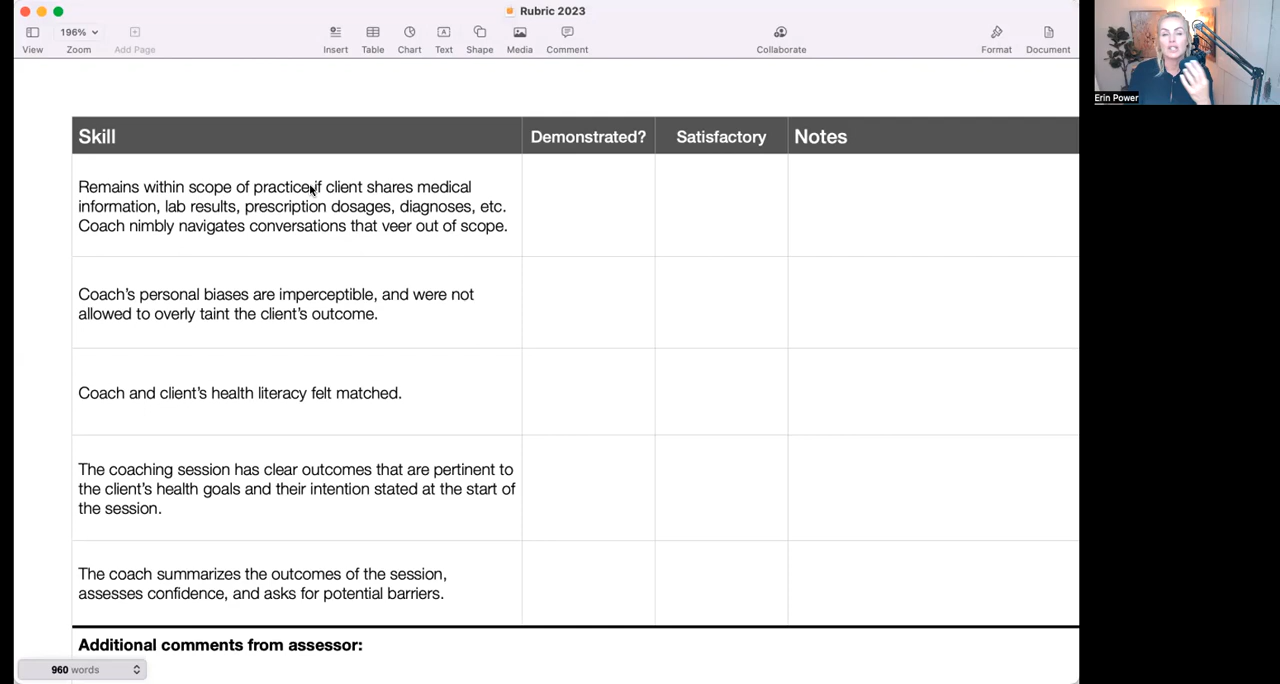 Rubric 2023
196%
View
Zoom
Add Page
Insert
Table
Chart
Text
Shape
Media
Comment
Collaborate
Format
Document
Erin Power
Skill
Demonstrated?
Satisfactory
Notes
Remains within scope of practice if client shares medical
information, lab results, prescription dosages, diagnoses, etc.
Coach nimbly navigates conversations that veer out of scope.
Coach's personal biases are imperceptible, and were not
allowed to overly taint the client's outcome.
Coach and client's health literacy felt matched.
The coaching session has clear outcomes that are pertinent to
the client's health goals and their intention stated at the start of
the session.
The coach summarizes the outcomes of the session,
assesses confidence, and asks for potential barriers.
Additional comments from assessor:
960 words